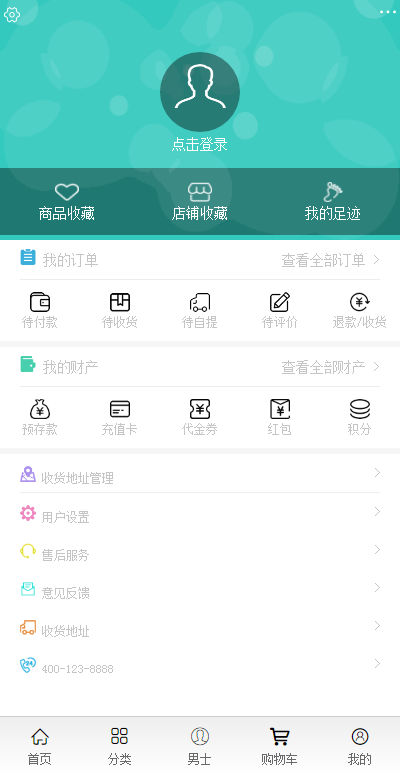 点击登录
商品收藏 店铺收藏 我的足迹
我的订单 查看全部订单
待付款 待收货 待自提 待评价 退款/收货
我的财产 查看全部财产
预存款 充值卡 代金券 红包 积分
收货地址管理
用户设置
售后服务
意见反馈
收货地址
400-123-8888
首页 分类 男士 购物车 我的